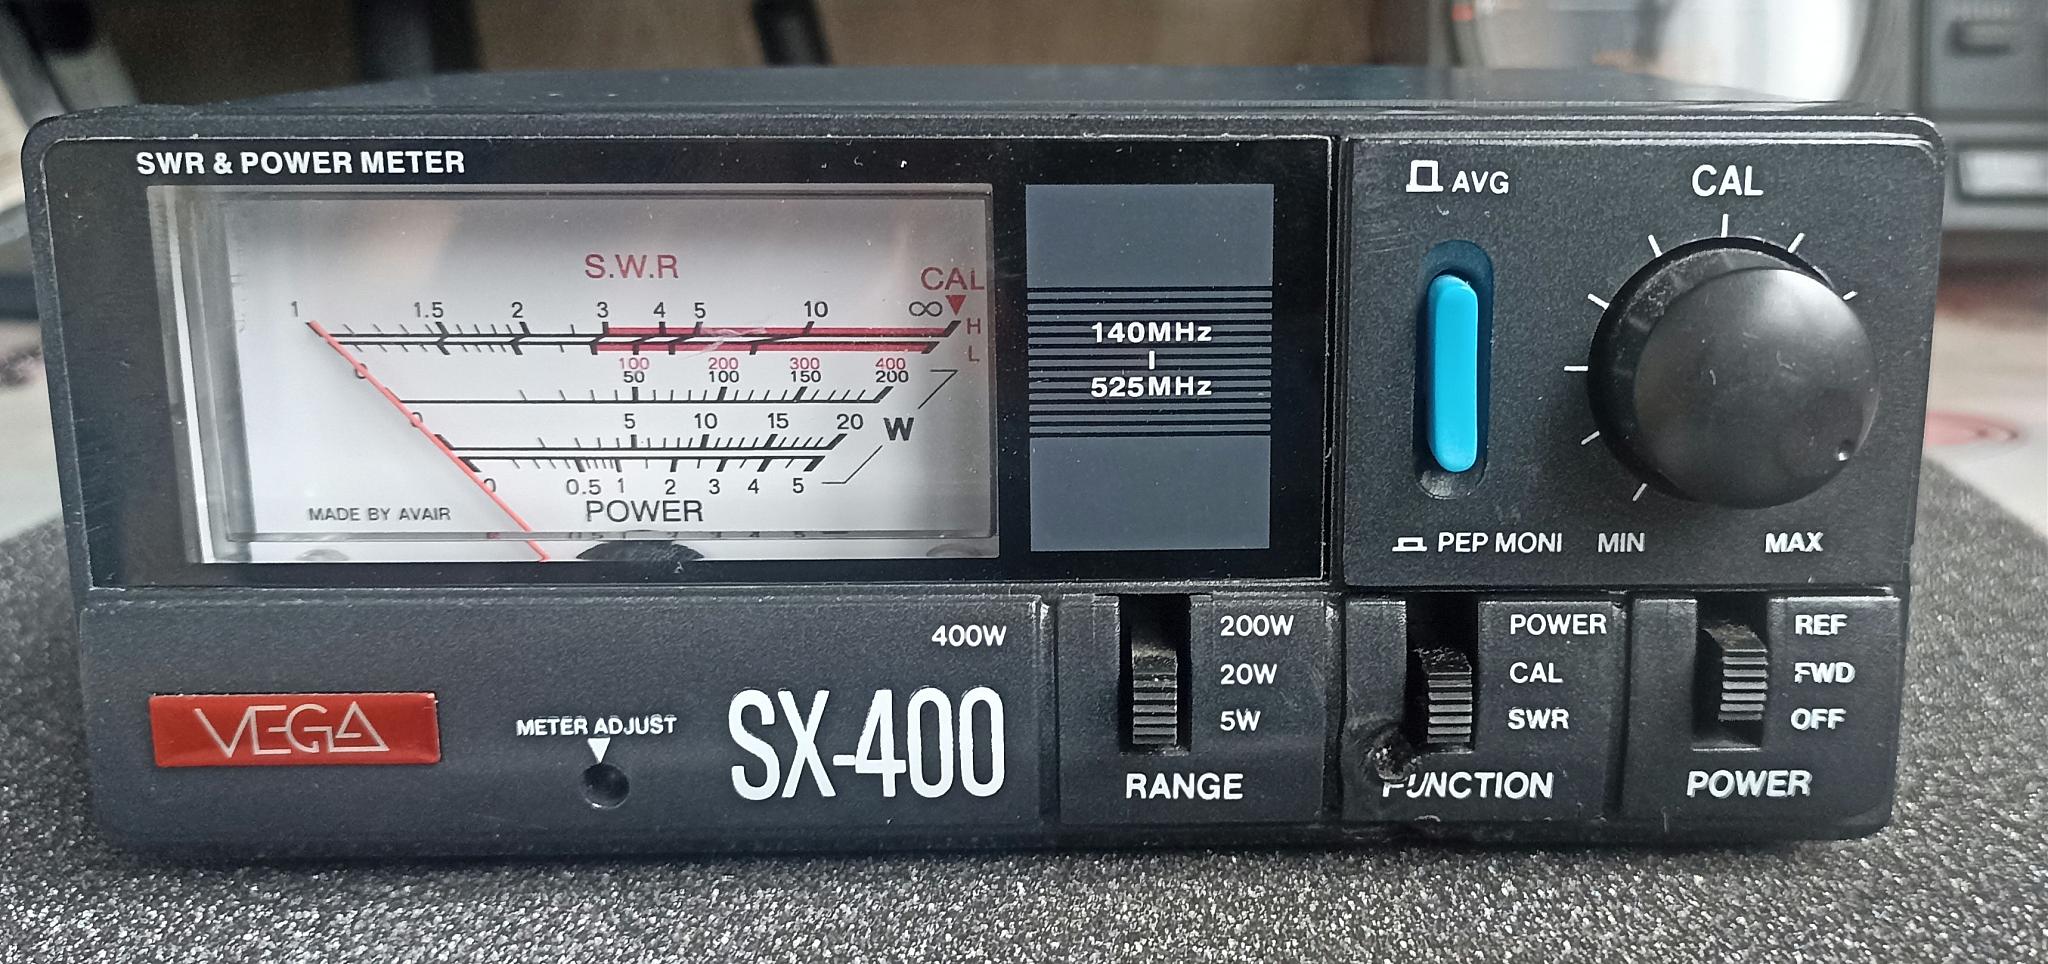 SWR & POWER METER
S.W.R
CAL
1 1.5 2 3 4 5 10 ∞
H
L
100 200 300 400
0 50 100 150 200
0 5 10 15 20
W
0 0.5 1 2 3 4 5
MADE BY AVAIR
POWER
140MHz
525MHz
AVG
CAL
PEP MONI
MIN
MAX
VEGA
METER ADJUST
400W
SX-400
200W
20W
5W
RANGE
POWER
CAL
SWR
FUNCTION
REF
FWD
OFF
POWER